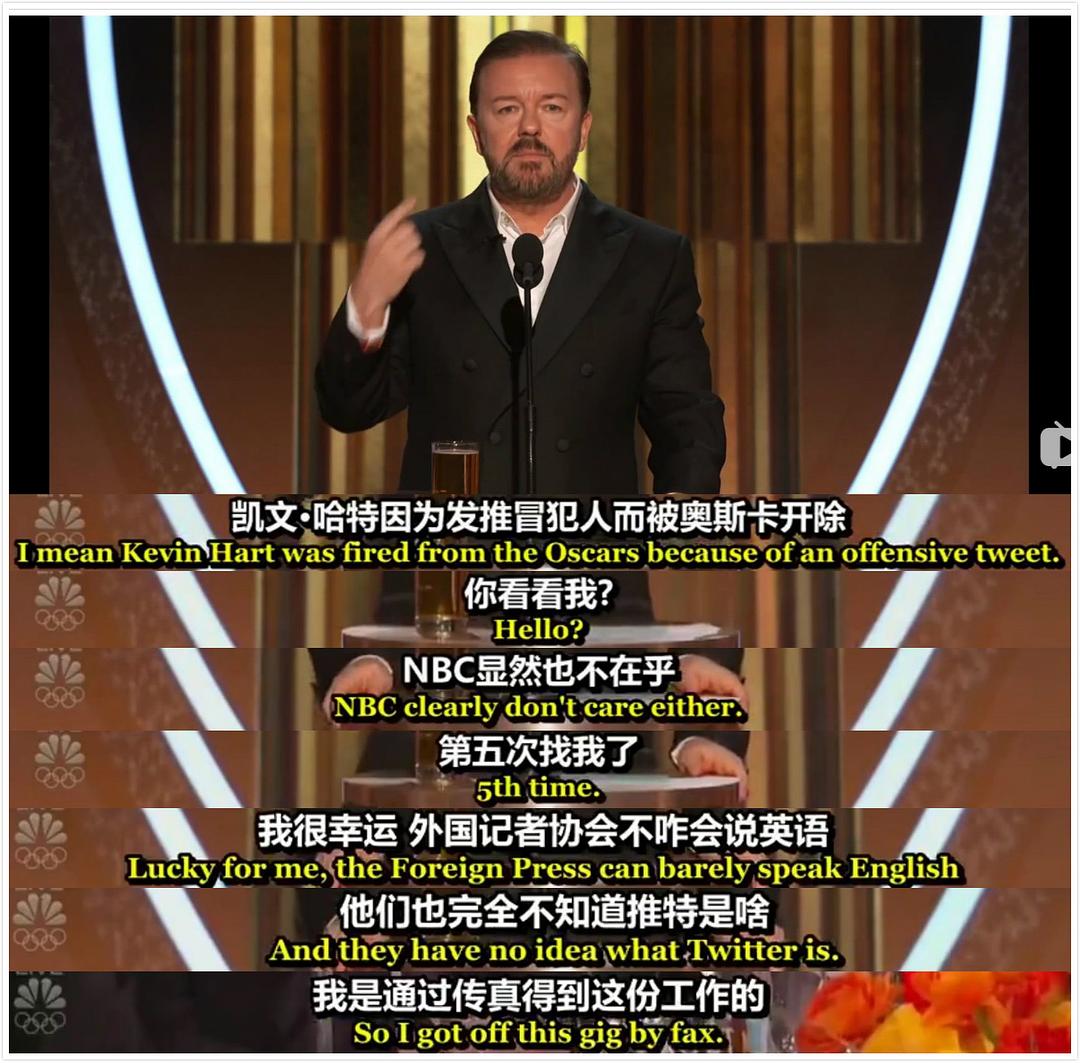 凯文·哈特因为发推冒犯人而被奥斯卡开除
I mean Kevin Hart was fired from the Oscars because of an offensive tweet.
你看看我?
Hello?
NBC显然也不在乎
NBC clearly don't care either.
第五次找我了
5th time.
我很幸运 外国记者协会不咋会说英语
Lucky for me, the Foreign Press can barely speak English
他们也完全不知道推特是啥
And they have no idea what Twitter is.
我是通过传真得到这份工作的
So I got off this gig by fax.